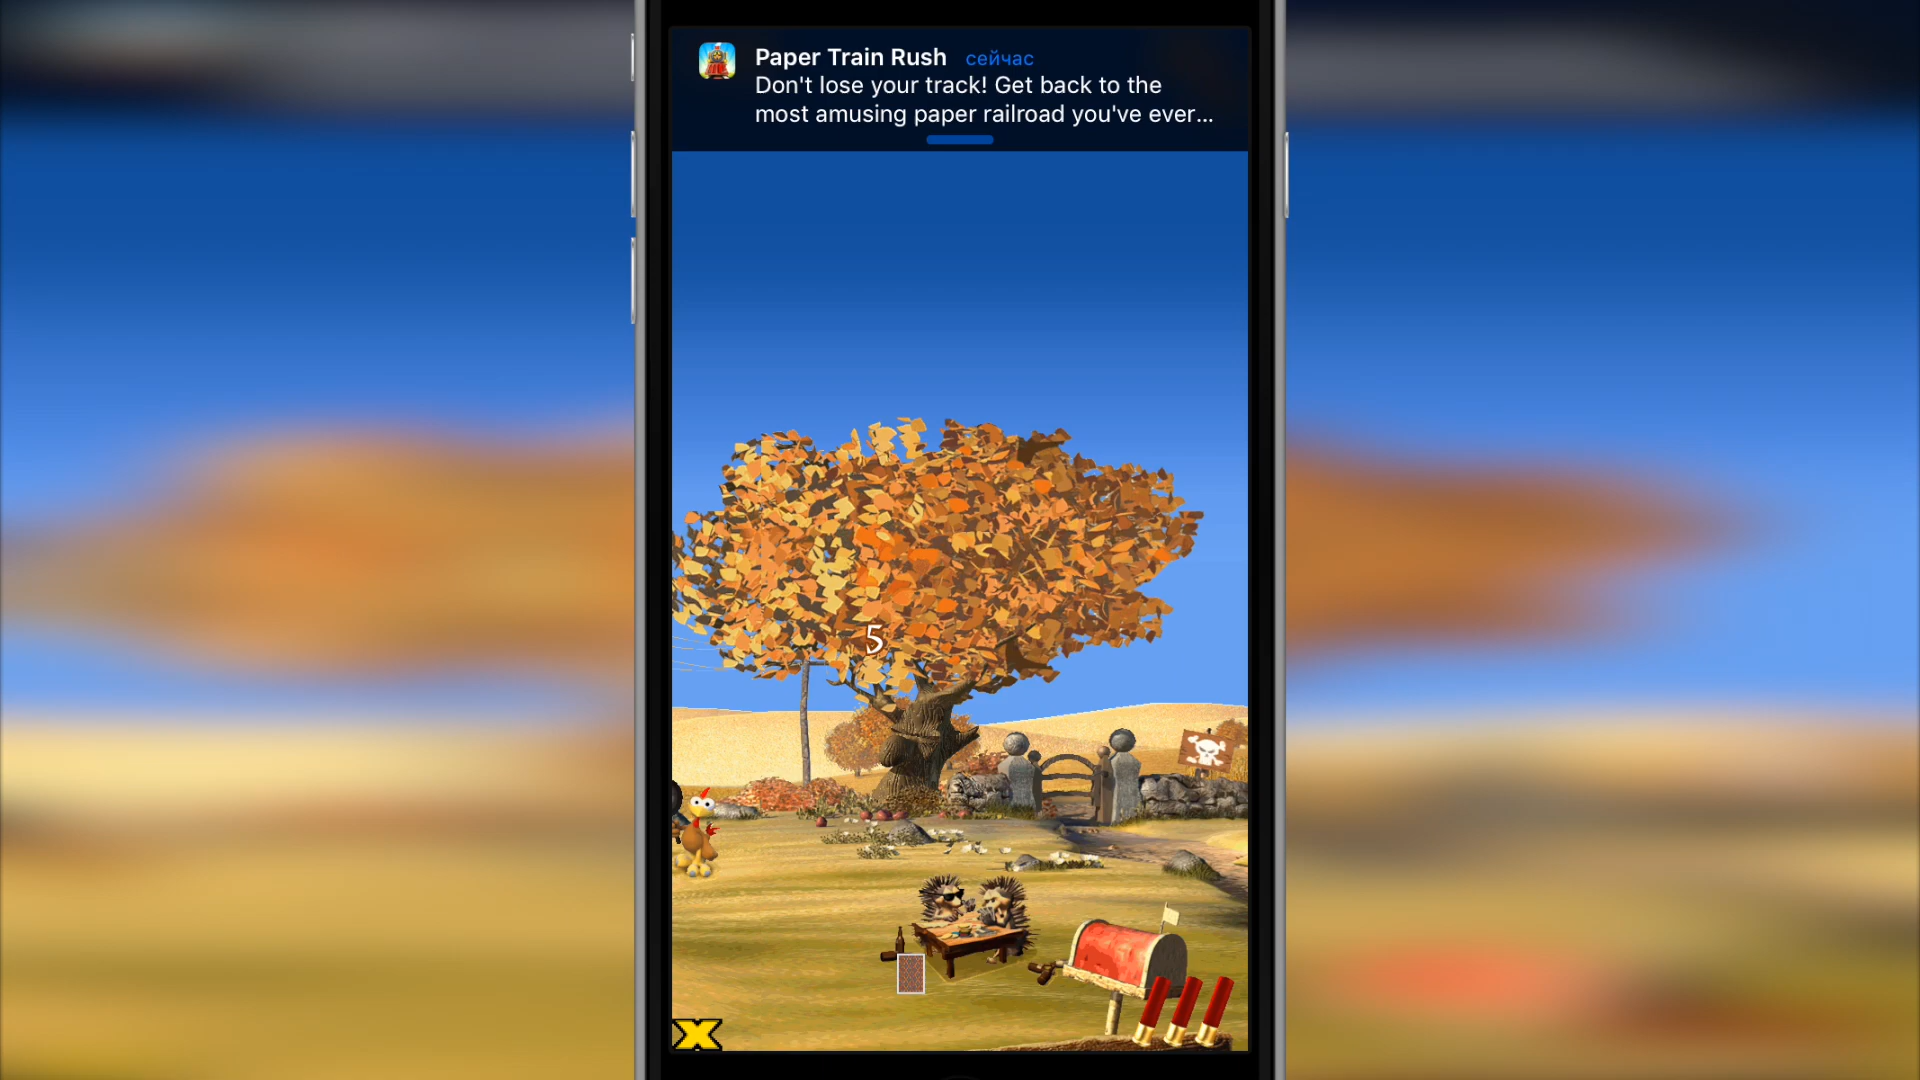 Paper Train Rush сейчас
Don't lose your track! Get back to the
most amusing paper railroad you've ever...
5
X